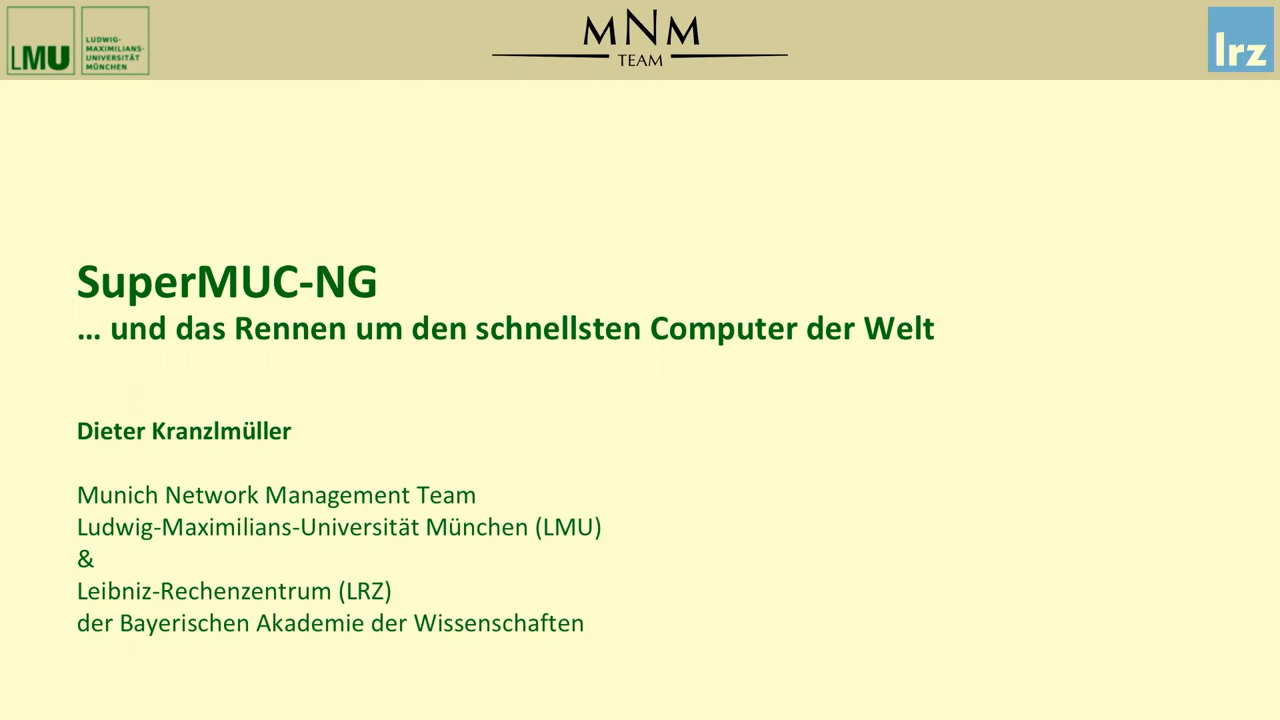 LMU
LUDWIG-
MAXIMILIANS-
UNIVERSITÄT
MÜNCHEN
MNM
TEAM
lrz
SuperMUC-NG
… und das Rennen um den schnellsten Computer der Welt
Dieter Kranzlmüller
Munich Network Management Team
Ludwig-Maximilians-Universität München (LMU)
&
Leibniz-Rechenzentrum (LRZ)
der Bayerischen Akademie der Wissenschaften